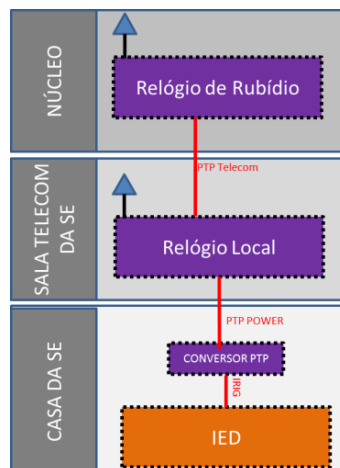 NÚCLEO
Relógio de Rubídio
PTP Telecom
SALA TELECOM
DA SE
Relógio Local
PTP POWER
CASA DA SE
CONVERSOR PTP
IRIG
IED